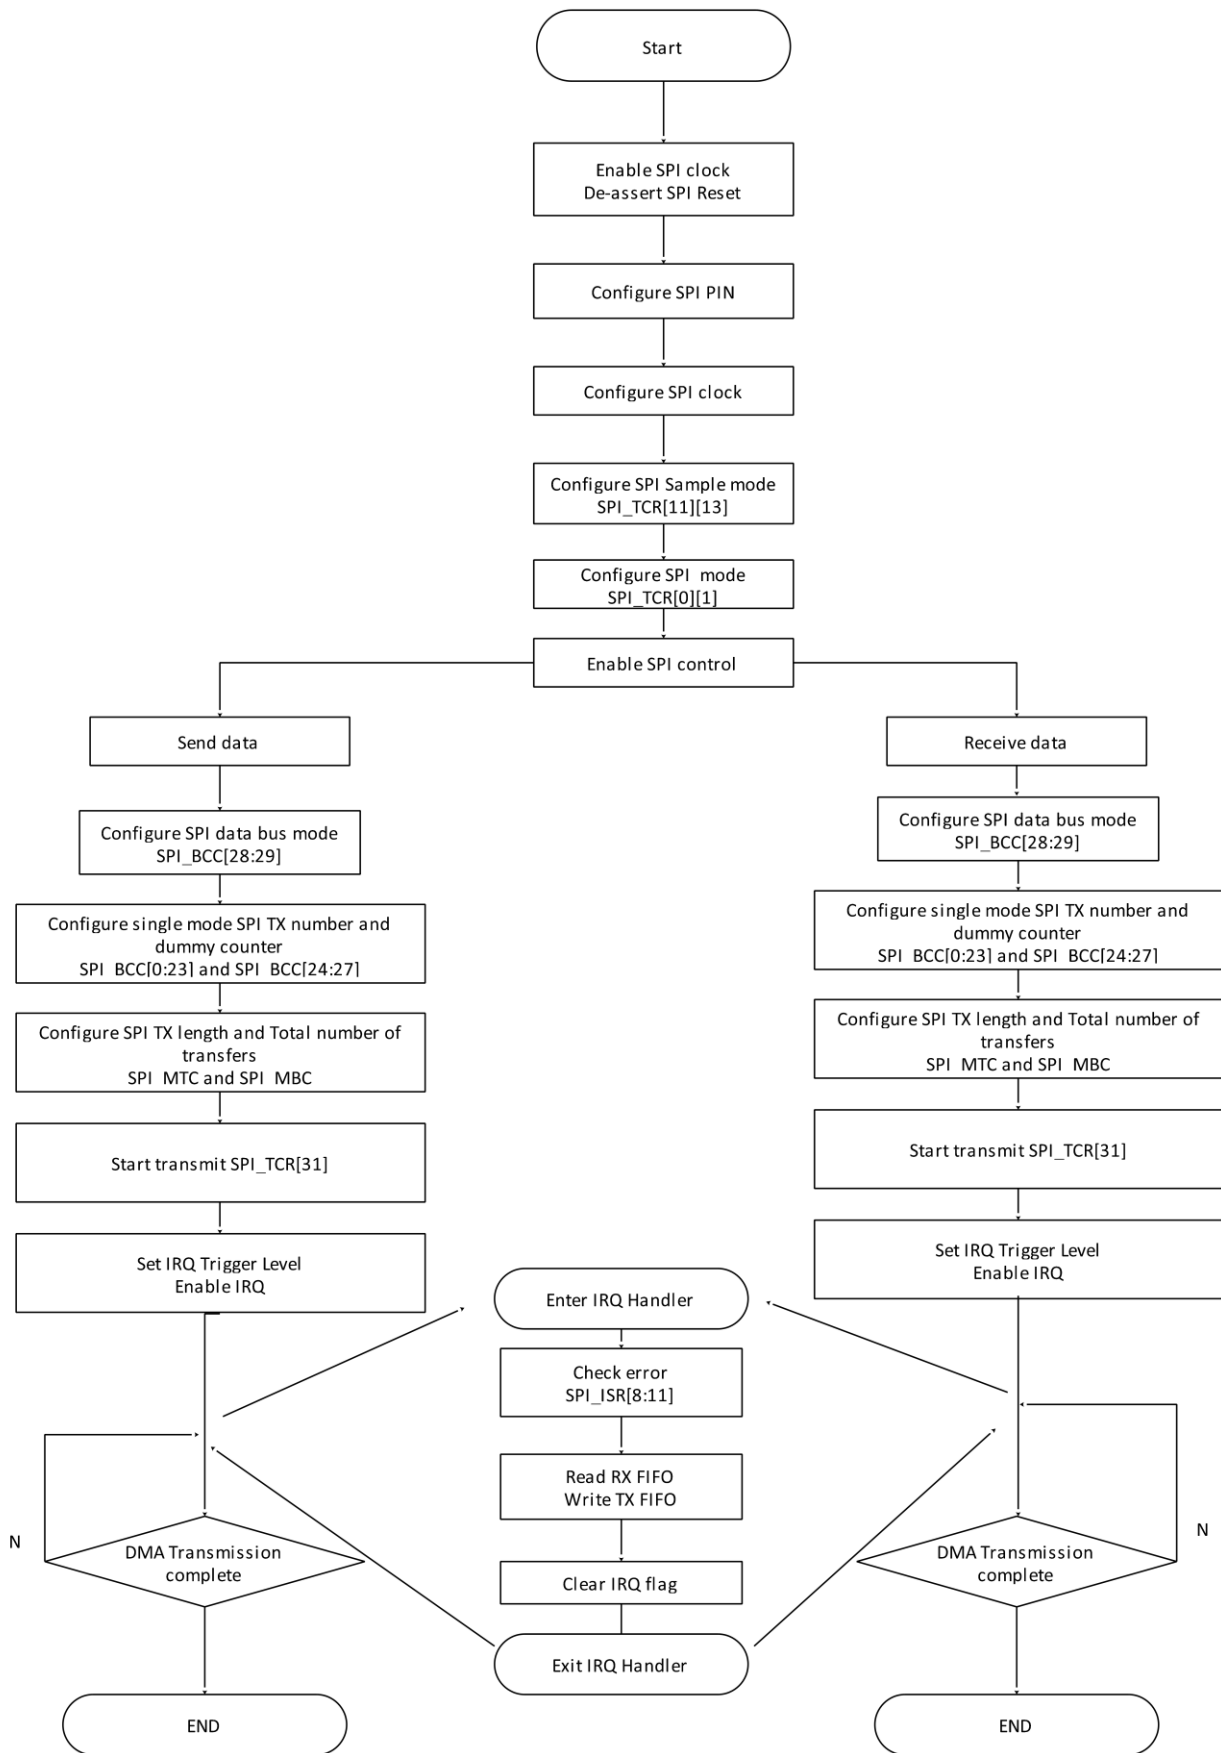 Start
Enable SPI clock
De-assert SPI Reset
Configure SPI PIN
Configure SPI clock
Configure SPI Sample mode
SPI_TCR[11][13]
Configure SPI mode
SPI_TCR[0][1]
Enable SPI control
Send data
Configure SPI data bus mode
SPI_BCC[28:29]
Configure single mode SPI TX number and
dummy counter
SPI_BCC[0:23] and SPI_BCC[24:27]
Configure SPI TX length and Total number of
transfers
SPI_MTC and SPI_MBC
Start transmit SPI_TCR[31]
Set IRQ Trigger Level
Enable IRQ
N
DMA Transmission
complete
END
Enter IRQ Handler
Check error
SPI_ISR[8:11]
Read RX FIFO
Write TX FIFO
Clear IRQ flag
Exit IRQ Handler
Receive data
Configure SPI data bus mode
SPI_BCC[28:29]
Configure single mode SPI TX number and
dummy counter
SPI_BCC[0:23] and SPI_BCC[24:27]
Configure SPI TX length and Total number of
transfers
SPI_MTC and SPI_MBC
Start transmit SPI_TCR[31]
Set IRQ Trigger Level
Enable IRQ
N
DMA Transmission
complete
END